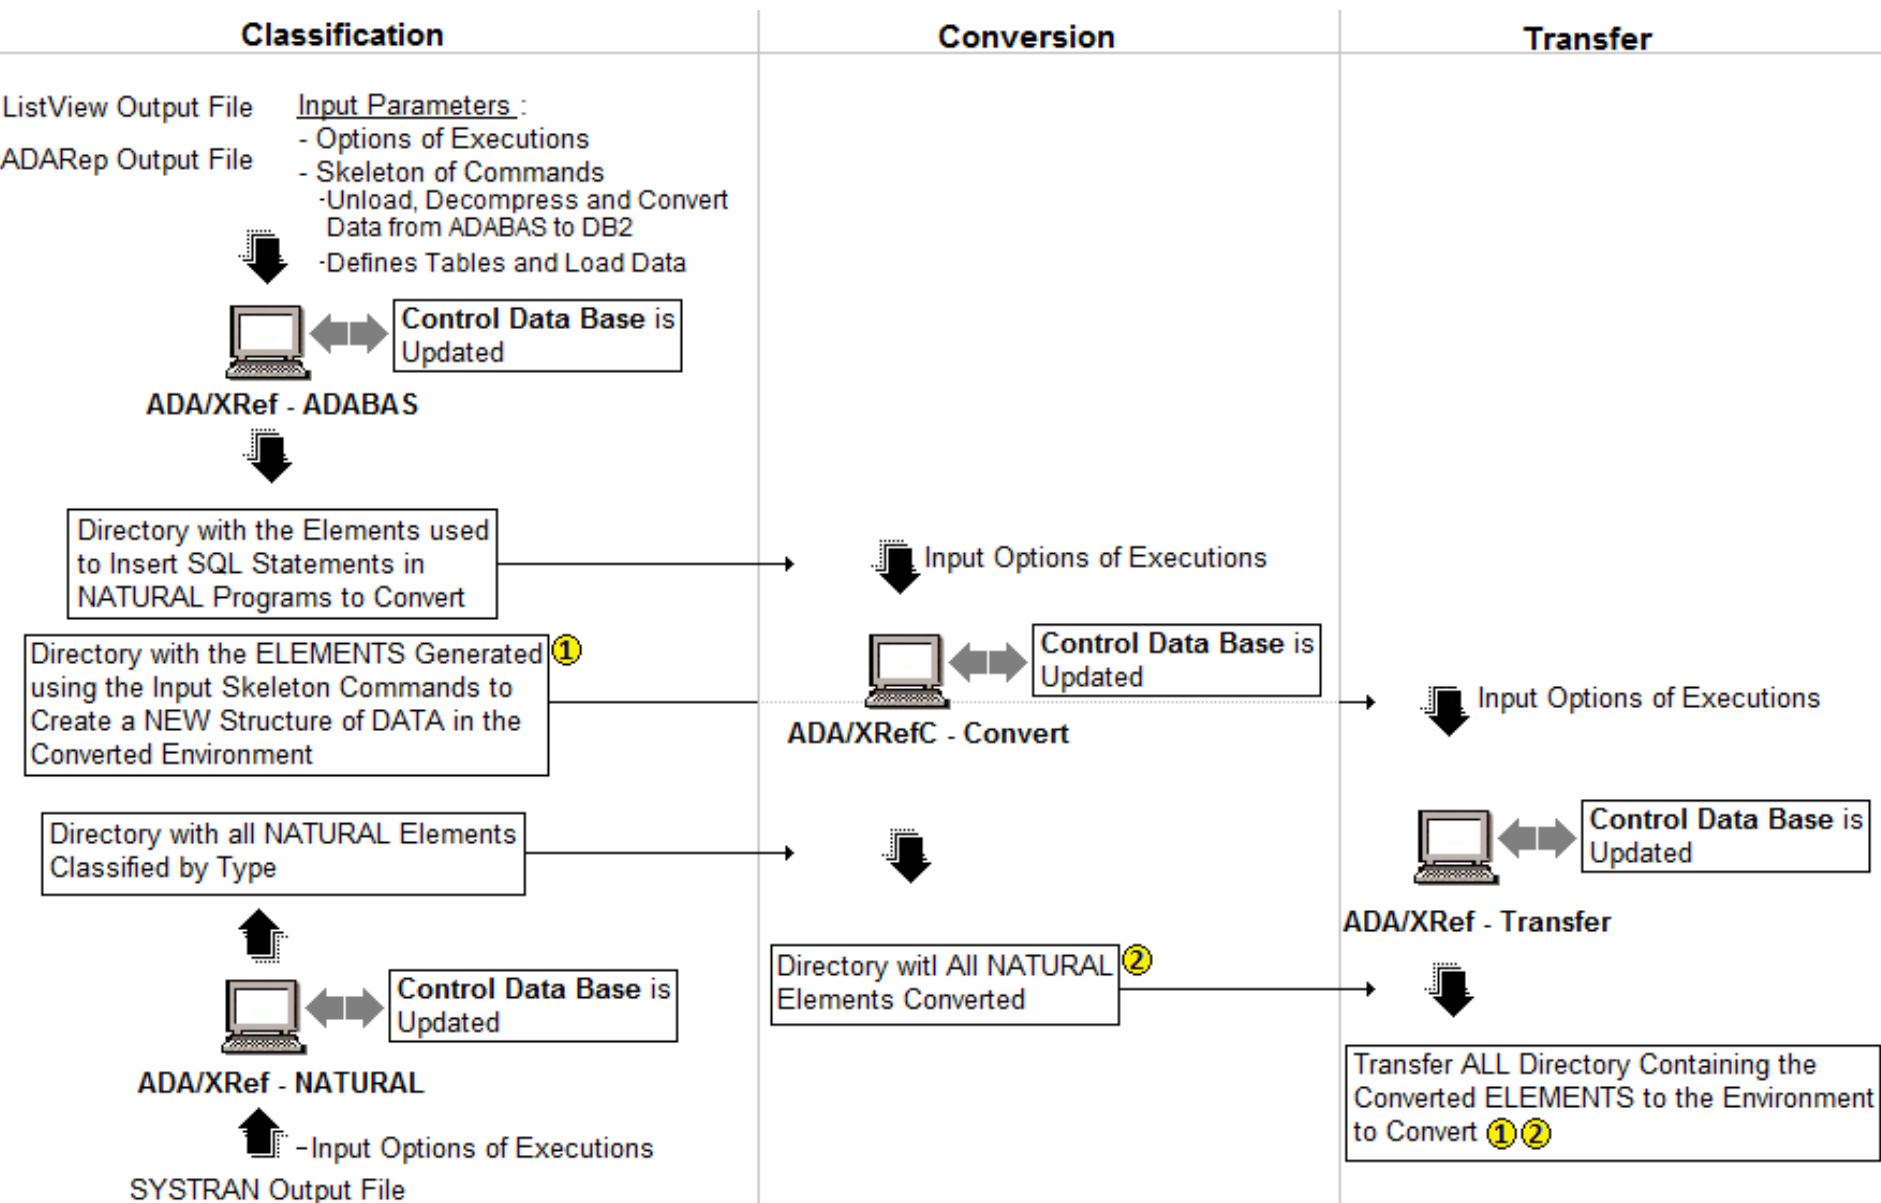 Classification
Conversion
Transfer
ListView Output File
ADARep Output File
Input Parameters :
- Options of Executions
- Skeleton of Commands
-Unload, Decompress and Convert
Data from ADABAS to DB2
-Defines Tables and Load Data
Control Data Base is
Updated
ADA/XRef - ADABAS
Directory with the Elements used
to Insert SQL Statements in
NATURAL Programs to Convert
Directory with the ELEMENTS Generated 1
using the Input Skeleton Commands to
Create a NEW Structure of DATA in the
Converted Environment
Directory with all NATURAL Elements
Classified by Type
Control Data Base is
Updated
ADA/XRef - NATURAL
-Input Options of Executions
SYSTRAN Output File
Input Options of Executions
Control Data Base is
Updated
ADA/XRefC - Convert
Directory witl All NATURAL 2
Elements Converted
Input Options of Executions
Control Data Base is
Updated
ADA/XRef - Transfer
Transfer ALL Directory Containing the
Converted ELEMENTS to the Environment
to Convert 1 2